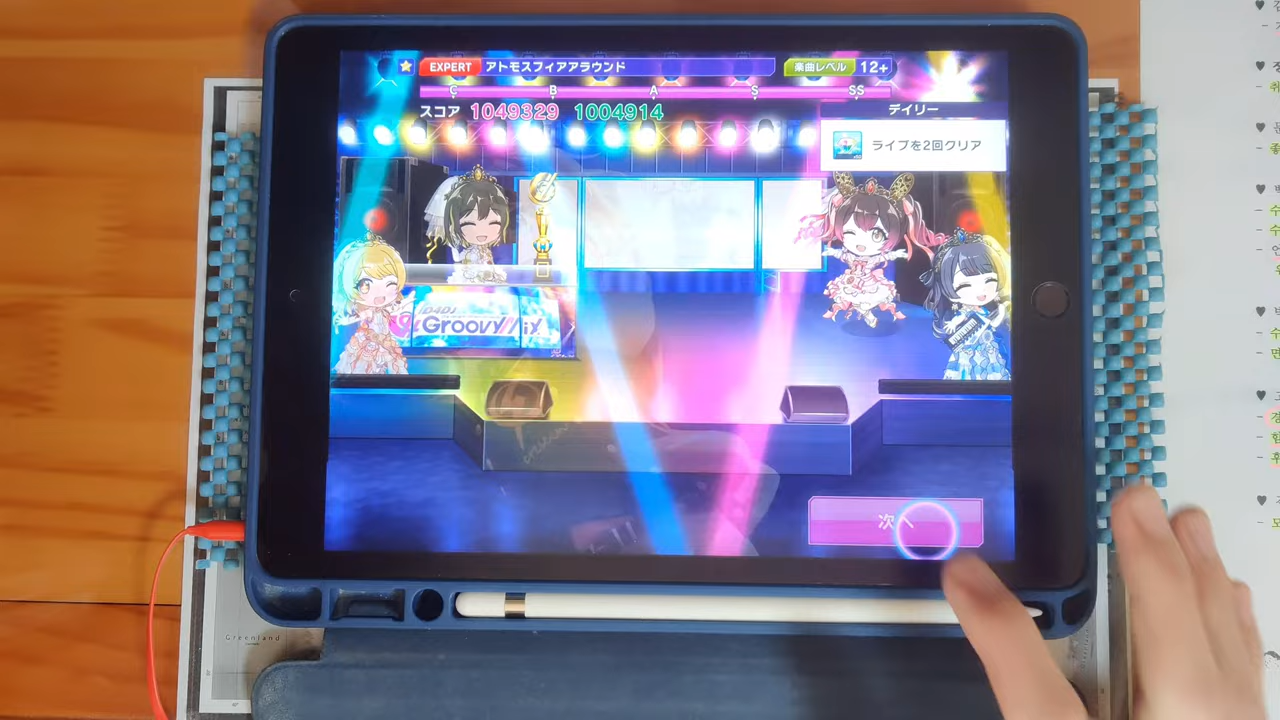 EXPERT アトモスフィアアラウンド 楽曲レベル 12+
C B A S SS
スコア 1049329 1004914
デイリー
ライブを2回クリア
D4DJ
Groovy Mix
次へ
Greenland